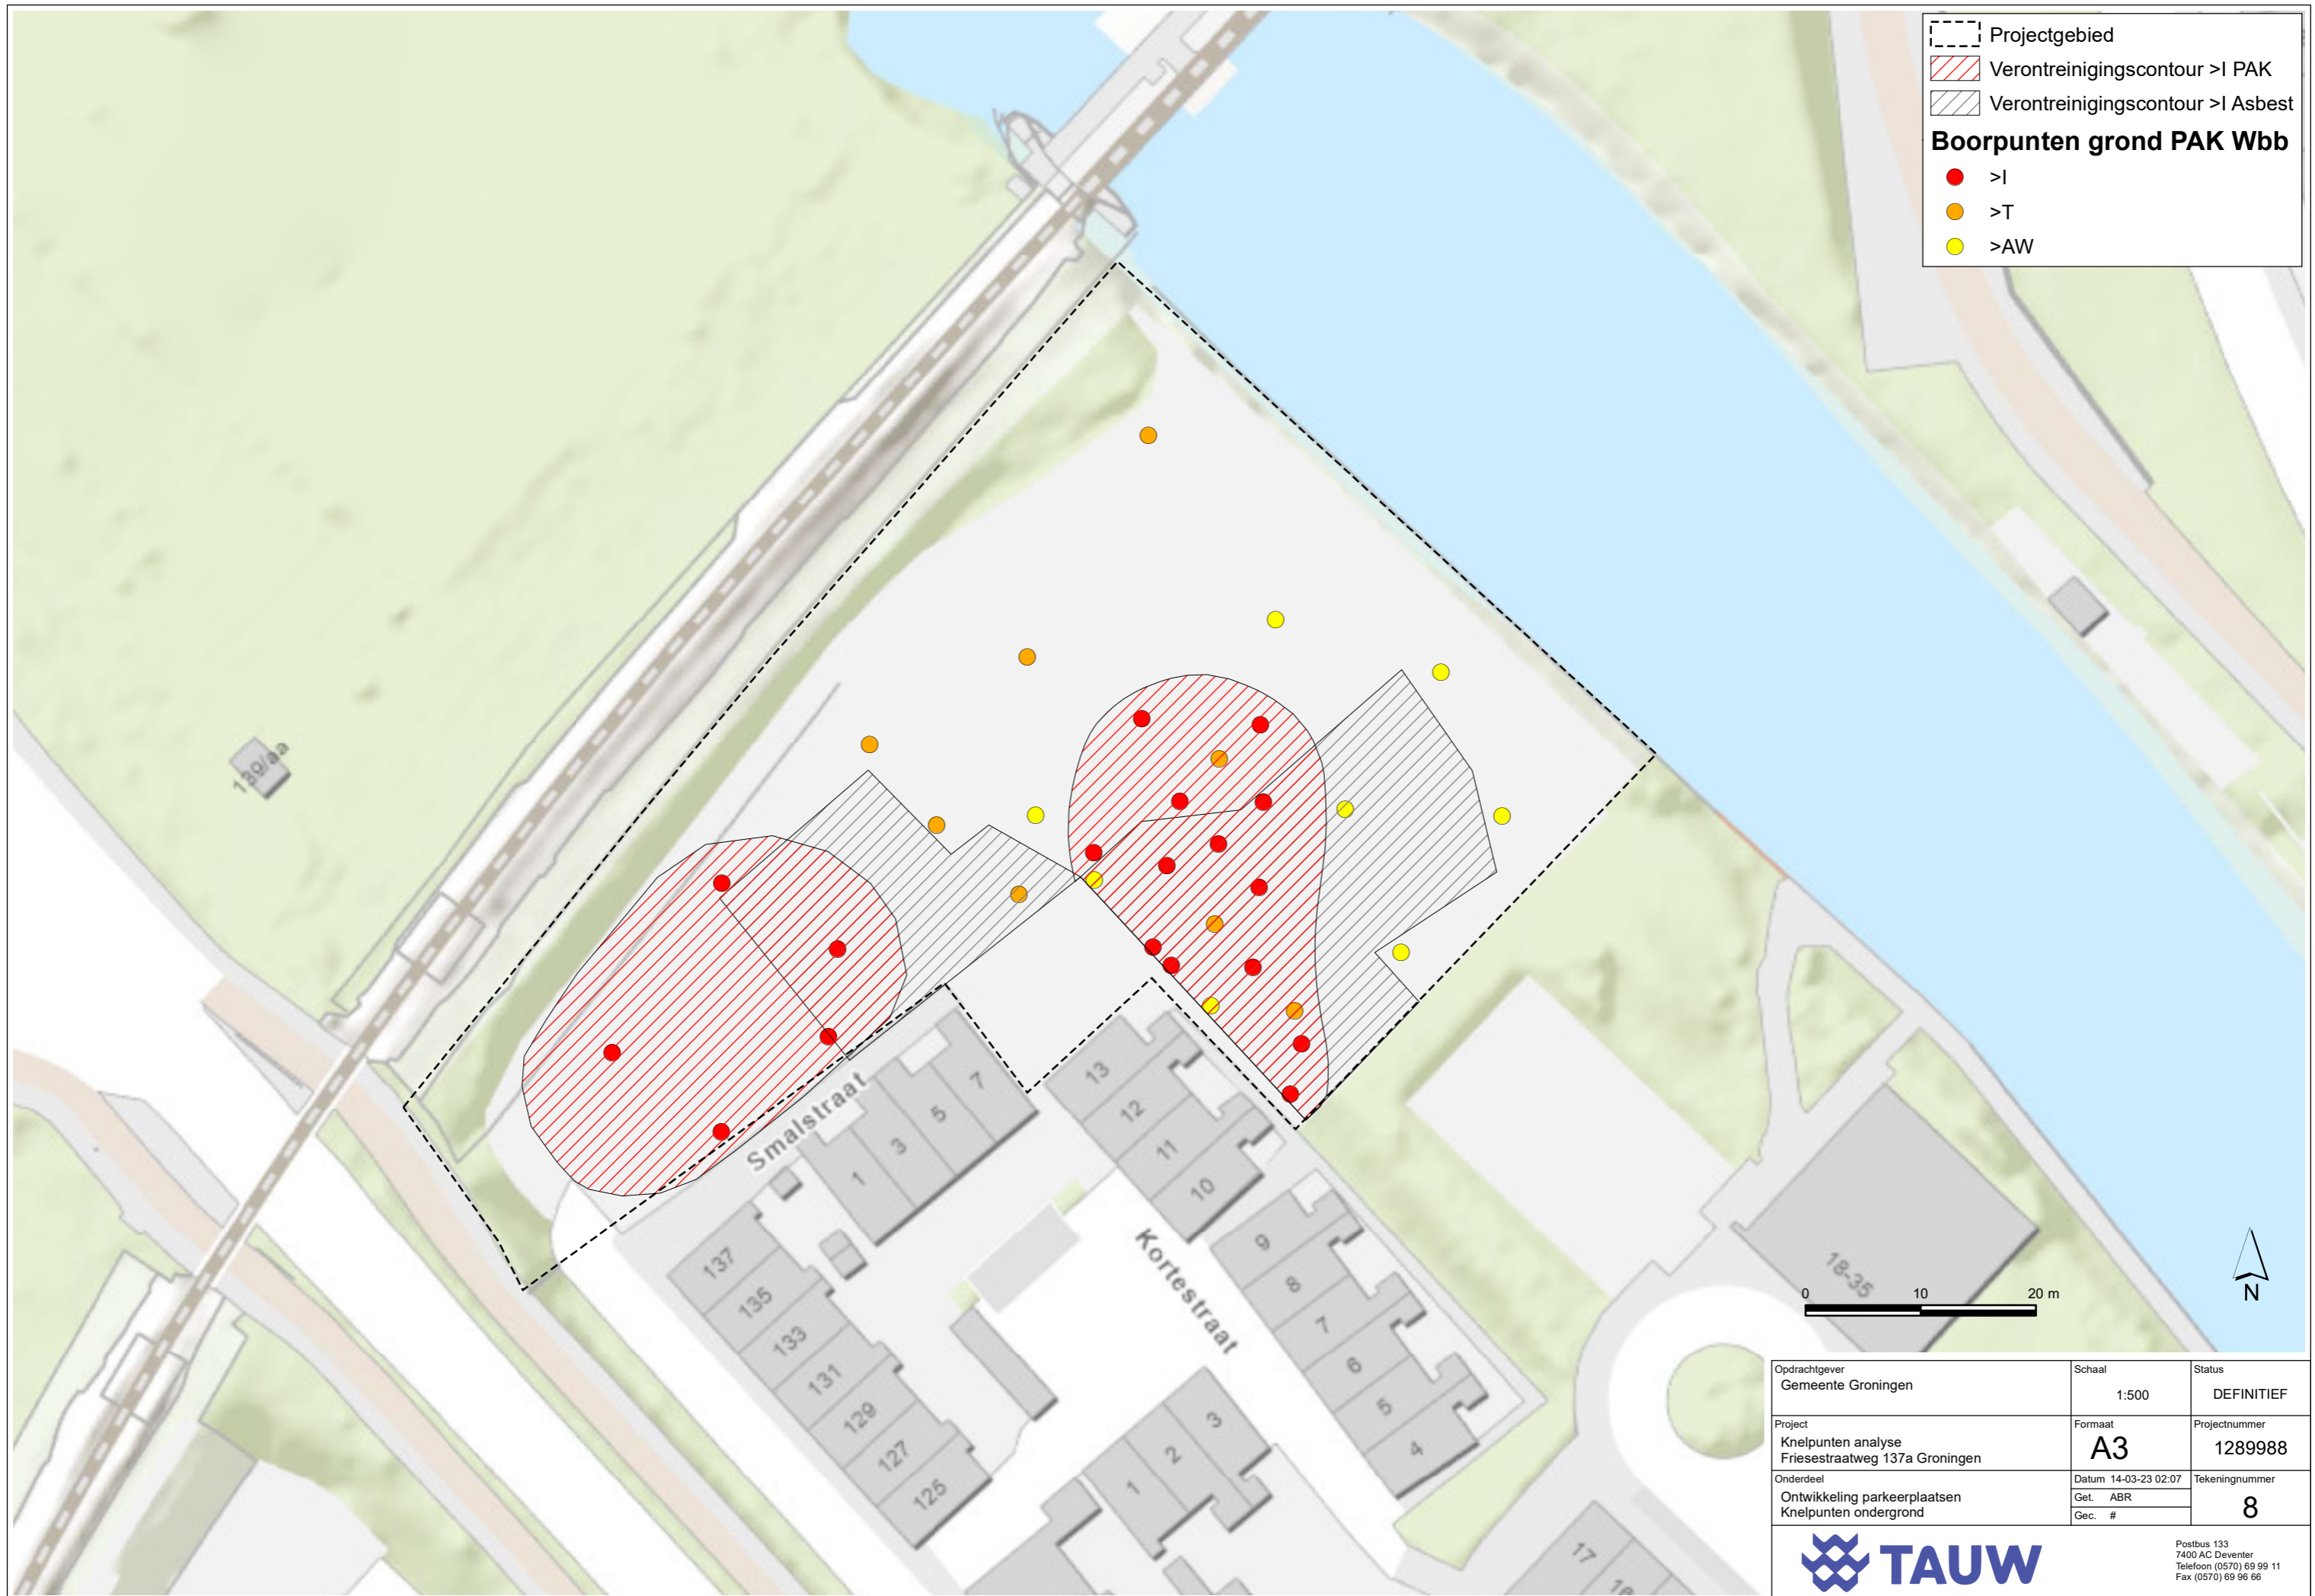 Projectgebied
Verontreinigingscontour >I PAK
Verontreinigingscontour >I Asbest
Boorpunten grond PAK Wbb
>I
>T
>AW
139/aa
Smalstraat
1
3
5
7
13
12
11
10
9
8
7
6
5
4
Kortestraat
137
135
133
131
129
127
125
1
2
3
17
18-35
0 10 20 m
N
Opdrachtgever
Gemeente Groningen
Schaal
1:500
Status
DEFINITIEF
Project
Knelpunten analyse
Friesestraatweg 137a Groningen
Formaat
A3
Projectnummer
1289988
Onderdeel
Ontwikkeling parkeerplaatsen
Knelpunten ondergrond
Datum 14-03-23 02:07
Get. ABR
Gec. #
Tekeningnummer
8
TAUW
Postbus 133
7400 AC Deventer
Telefoon (0570) 69 99 11
Fax (0570) 69 96 66